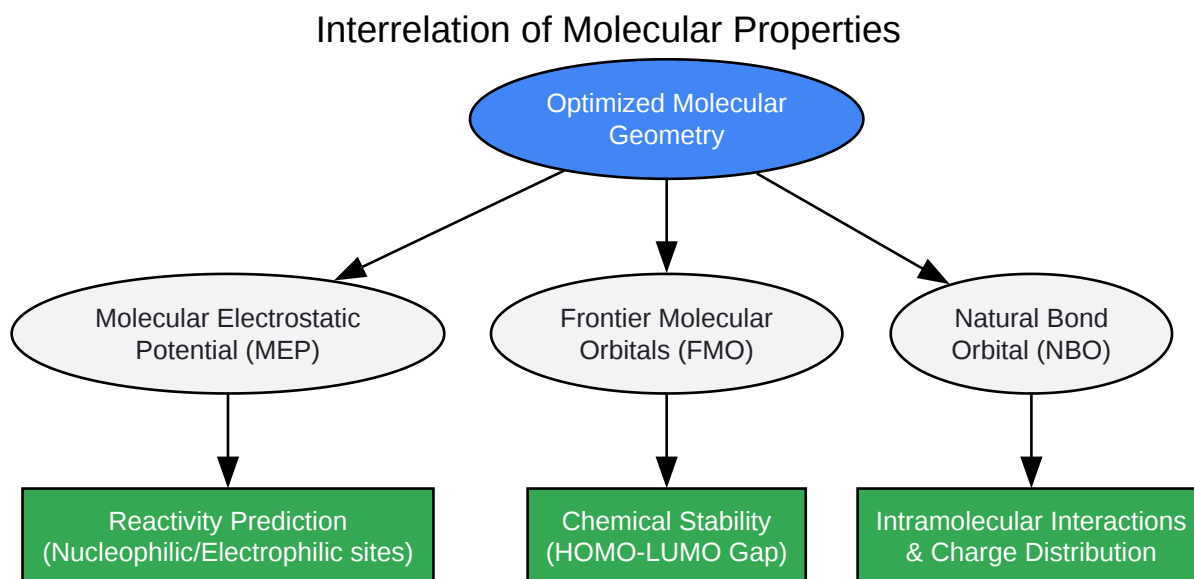 Interrelation of Molecular Properties
Optimized Molecular
Geometry
Molecular Electrostatic
Potential (MEP)
Frontier Molecular
Orbitals (FMO)
Natural Bond
Orbital (NBO)
Reactivity Prediction
(Nucleophilic/Electrophilic sites)
Chemical Stability
(HOMO-LUMO Gap)
Intramolecular Interactions
& Charge Distribution